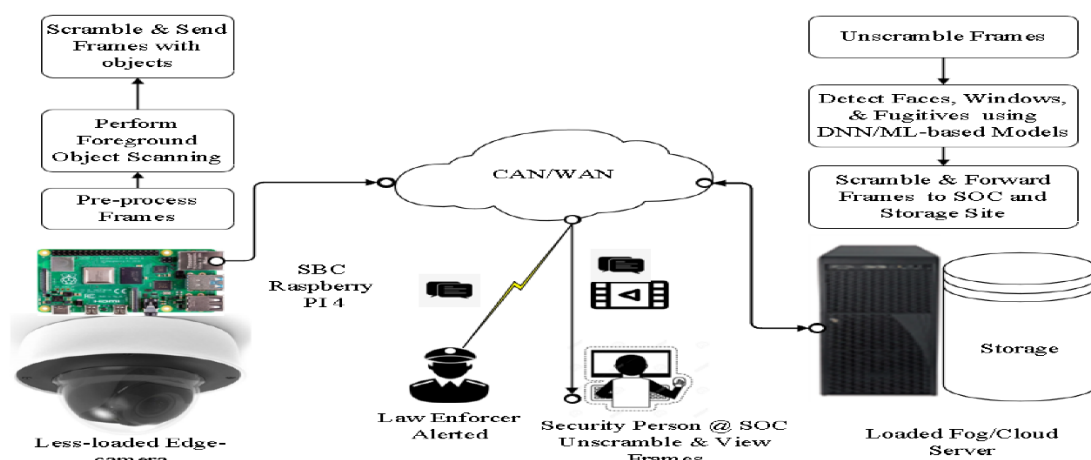 Scramble & Send
Frames with
objects
Perform
Foreground
Object Scanning
Pre-process
Frames
SBC
Raspberry
PI 4
Less-loaded Edge-
camera
CAN/WAN
Law Enforcer
Alerted
Security Person @ SOC
Unscramble & View
Frames
Unscramble Frames
Detect Faces, Windows,
& Fugitives using
DNN/ML-based Models
Scramble & Forward
Frames to SOC and
Storage Site
Storage
Loaded Fog/Cloud
Server